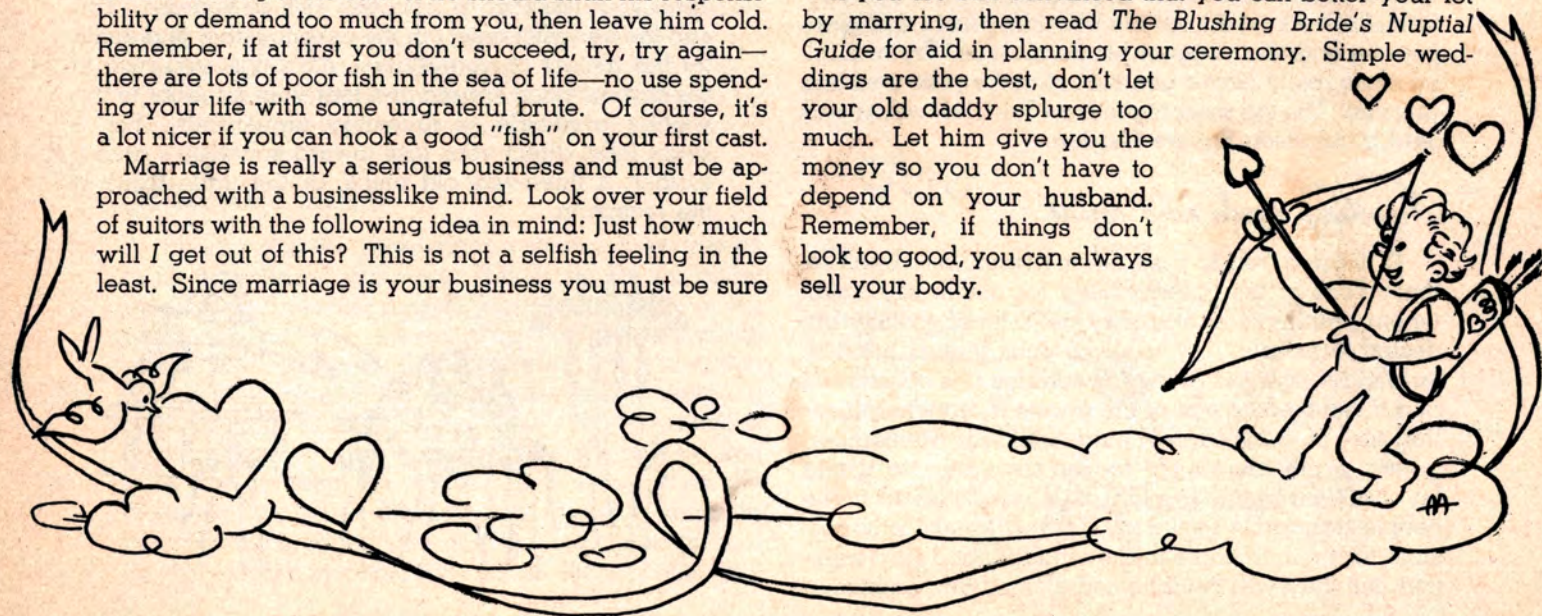 bility or demand too much from you, then leave him cold.
Remember, if at first you don't succeed, try, try again—
there are lots of poor fish in the sea of life—no use spend-
ing your life with some ungrateful brute. Of course, it's
a lot nicer if you can hook a good "fish" on your first cast.
Marriage is really a serious business and must be ap-
proached with a businesslike mind. Look over your field
of suitors with the following idea in mind: Just how much
will I get out of this? This is not a selfish feeling in the
least. Since marriage is your business you must be sure
by marrying, then read The Blushing Bride's Nuptial
Guide for aid in planning your ceremony. Simple wed-
dings are the best, don't let
your old daddy splurge too
much. Let him give you the
money so you don't have to
depend on your husband.
Remember, if things don't
look too good, you can always
sell your body.